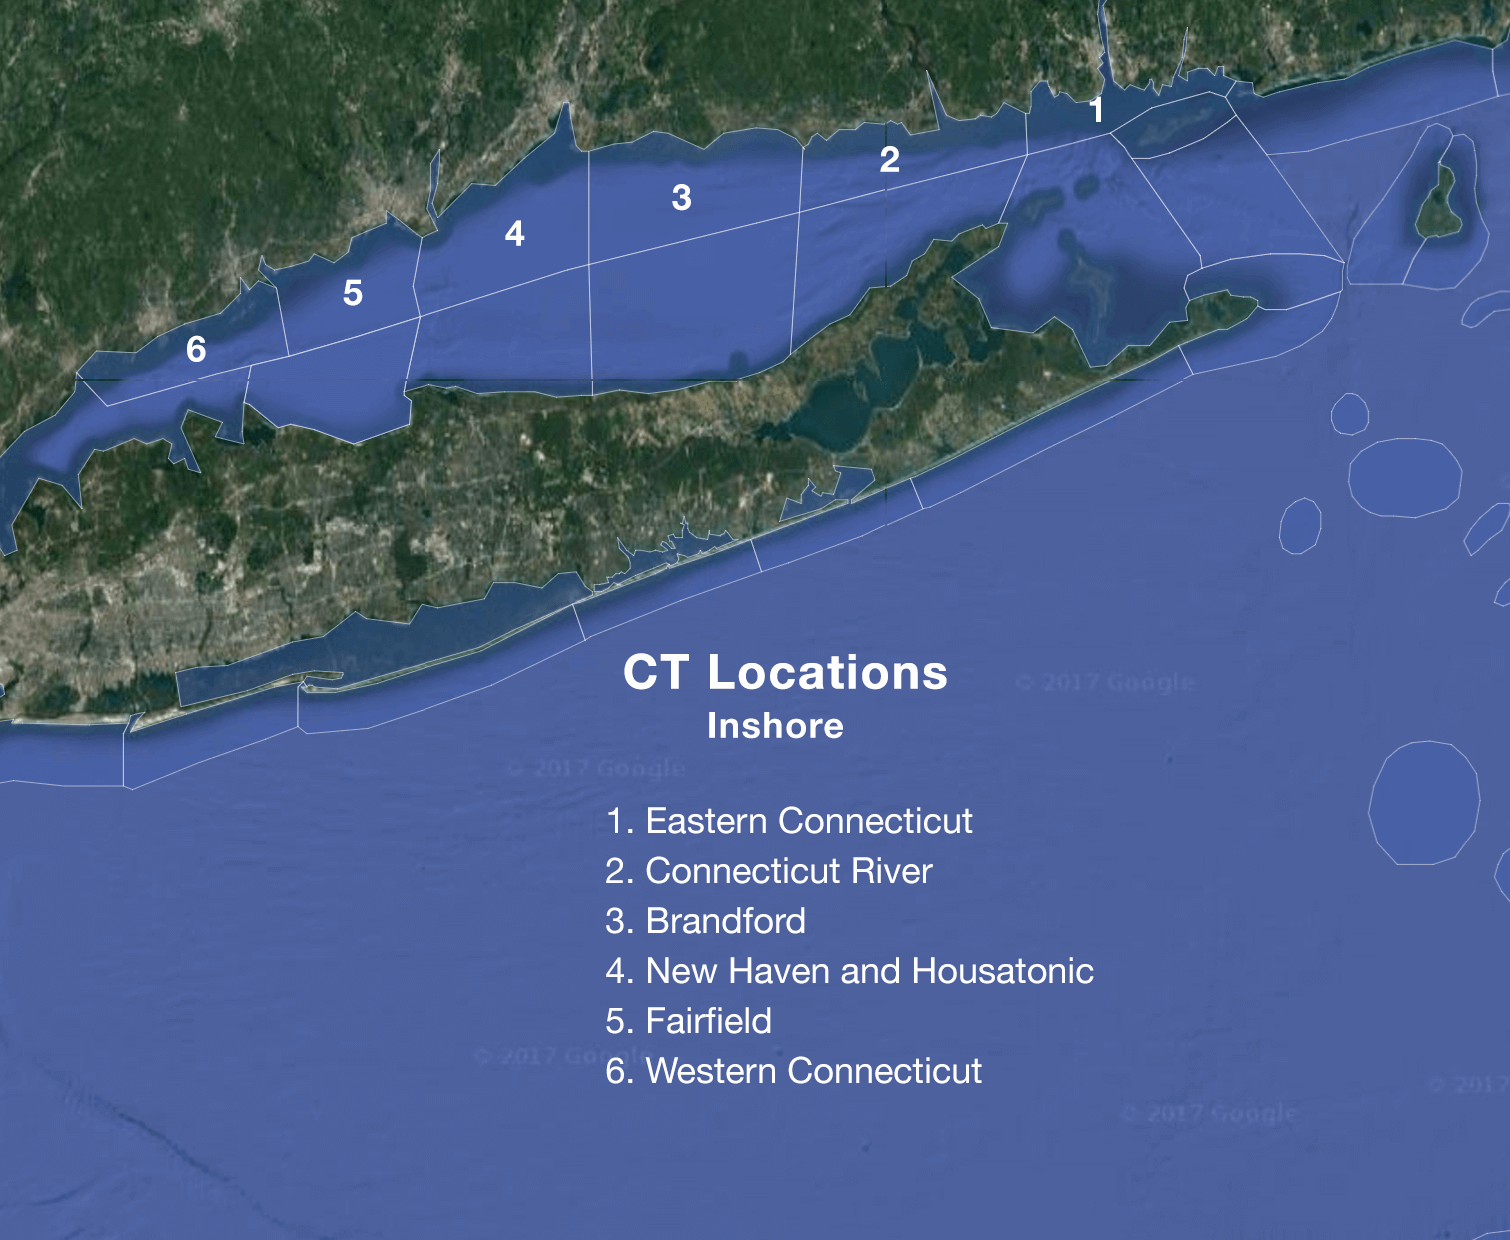 1
2
3
4
5
6
CT Locations
Inshore
© 2017 Google
© 2017 Google
1. Eastern Connecticut
2. Connecticut River
3. Brandford
4. New Haven and Housatonic
5. Fairfield
© 2017 Google
6. Western Connecticut
© 2017
© 2017 Google